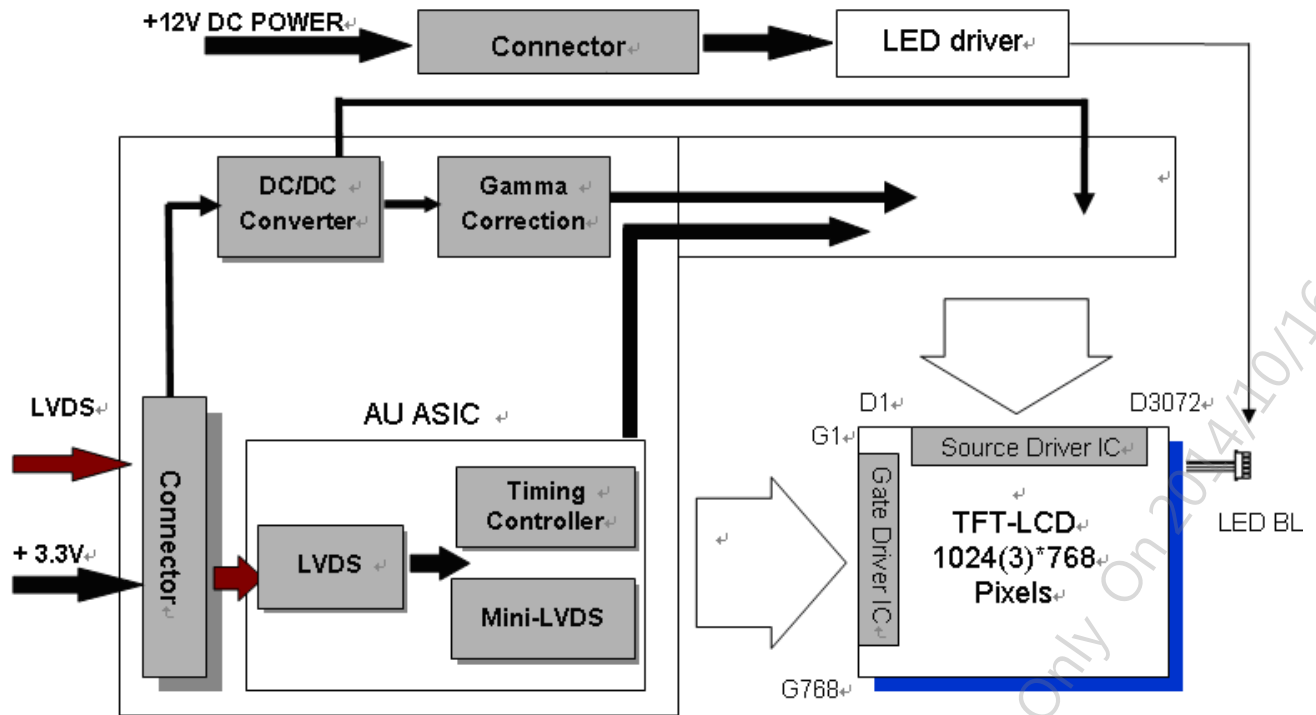 +12V DC POWER
Connector
LED driver
DC/DC
Converter
Gamma
Correction
LVDS
AU ASIC
Connector
+ 3.3V
LVDS
Timing
Controller
Mini-LVDS
D1
D3072
G1
Source Driver IC
Gate Driver IC
TFT-LCD
1024(3)*768
Pixels
LED BL
G768
Only On 2014/10/16